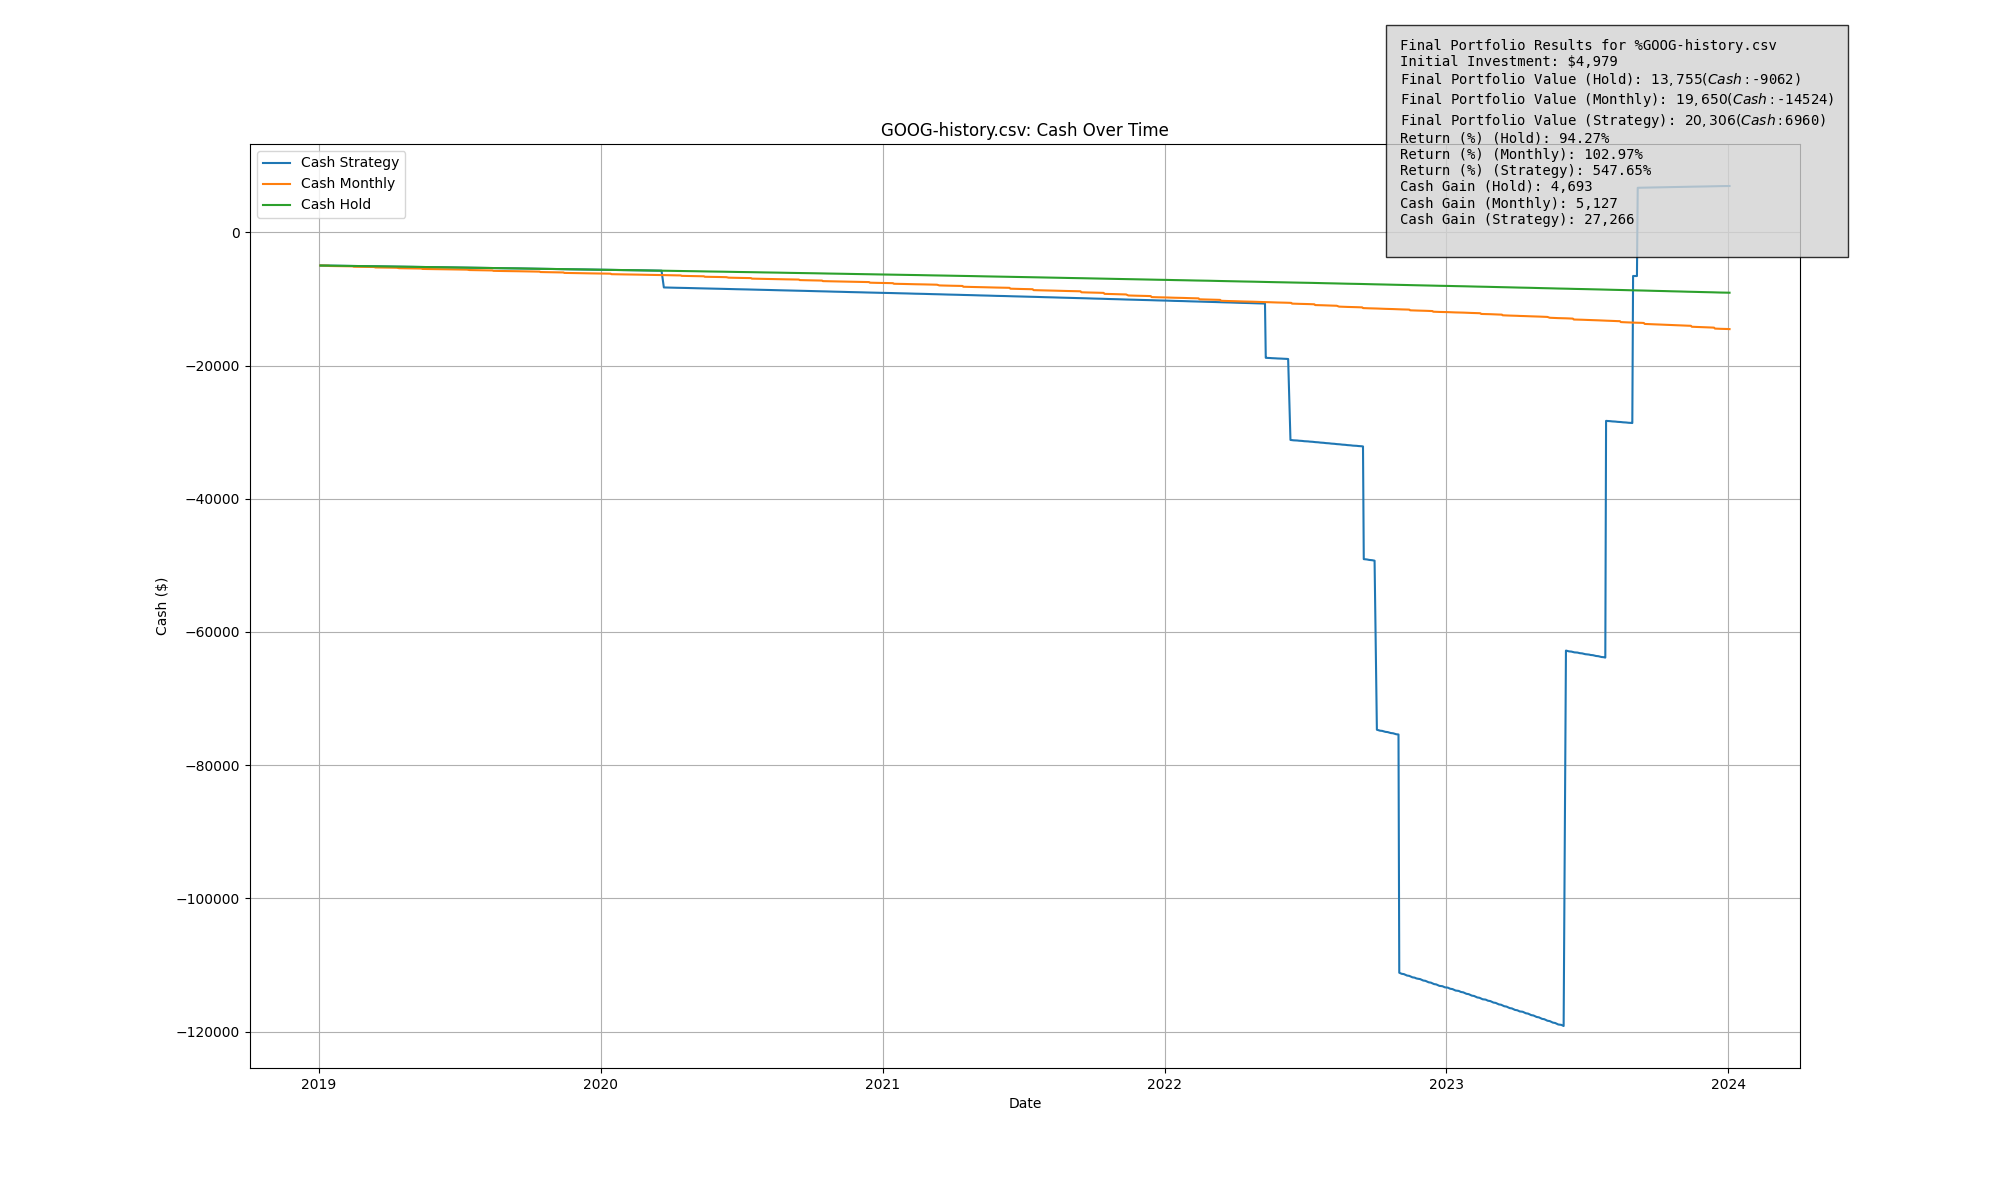 Final Portfolio Results for %GOOG-history.csv
Initial Investment: $4,979
Final Portfolio Value (Hold): 13,755(Cash:-9062)
Final Portfolio Value (Monthly): 19,650(Cash:-14524)
Final Portfolio Value (Strategy): 20,306(Cash:6960)
Return (%) (Hold): 94.27%
Return (%) (Monthly): 102.97%
Return (%) (Strategy): 547.65%
Cash Gain (Hold): 4,693
Cash Gain (Monthly): 5,127
Cash Gain (Strategy): 27,266
GOOG-history.csv: Cash Over Time
Cash Strategy
Cash Monthly
Cash Hold
0
−20000
−40000
−60000
−80000
−100000
−120000
Cash ($)
2019 2020 2021 2022 2023 2024
Date